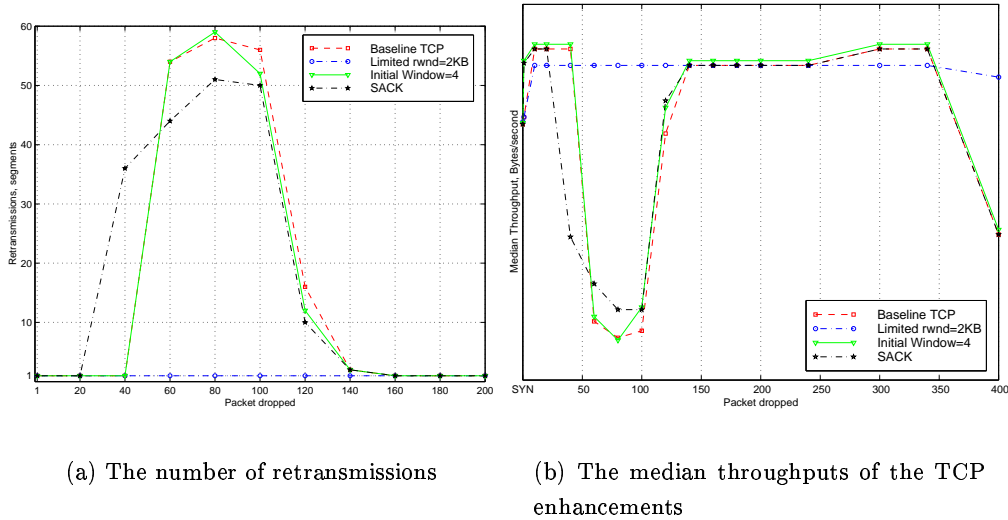 60
50
40
30
20
10
1
Retransmissions, segments
1
20
40
60
80
100
120
140
160
180
200
Packet dropped
Baseline TCP
Limited rwnd=2KB
Initial Window=4
SACK
(a) The number of retransmissions
Median Throughput, Bytes/second
SYN
50
100
150
200
250
300
350
400
Packet dropped
Baseline TCP
Limited rwnd=2KB
Initial Window=4
SACK
(b) The median throughputs of the TCP
enhancements